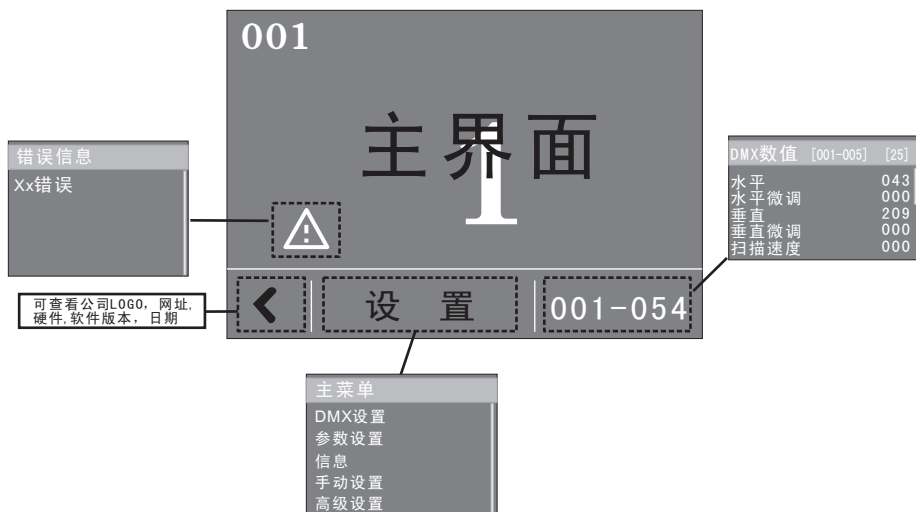 001
主界面
1
错误信息
Xx错误
DMX数值 [001-005] [25]
水平 043
水平微调 000
垂直 209
垂直微调 000
扫描速度 000
可查看公司LOGO，网址,
硬件,软件版本，日期
设 置
001-054
主菜单
DMX设置
参数设置
信息
手动设置
高级设置